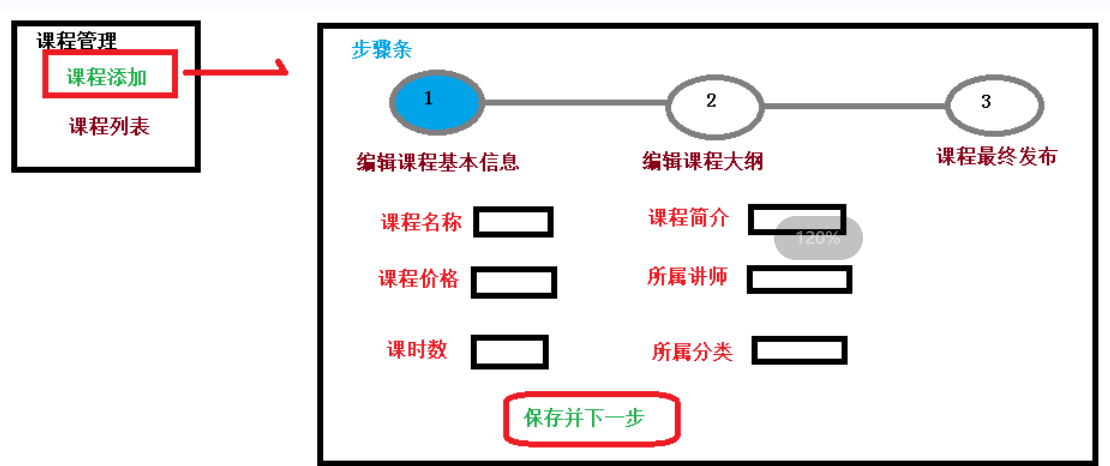 课程管理
课程添加
课程列表
步骤条
1
2
3
编辑课程基本信息
编辑课程大纲
课程最终发布
课程名称
课程简介
120%
课程价格
所属讲师
课时数
所属分类
保存并下一步